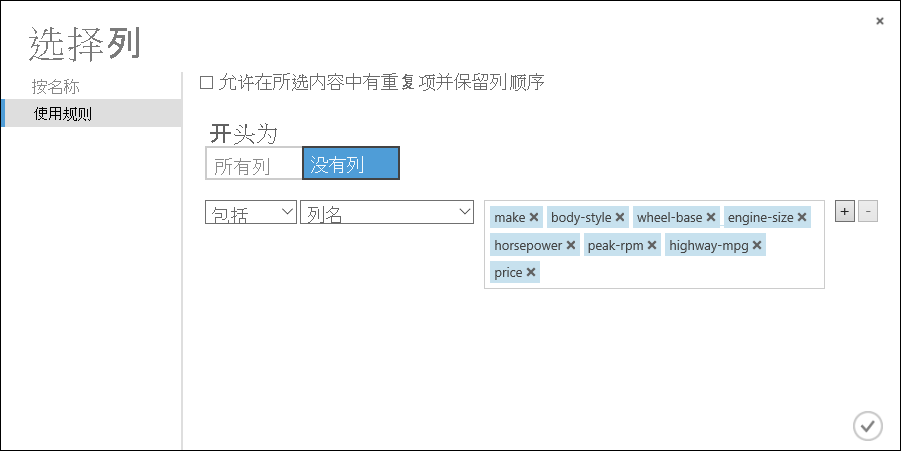 选择列
按名称
使用规则
允许在所选内容中有重复项并保留列顺序
开头为
所有列 没有列
包括 列名
make × body-style × wheel-base × engine-size ×
horsepower × peak-rpm × highway-mpg ×
price ×
+ -